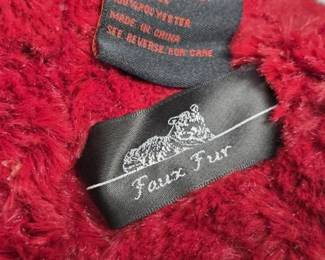 100% POLYESTER
MADE IN CHINA
SEE REVERSE FOR CARE
Faux Fur